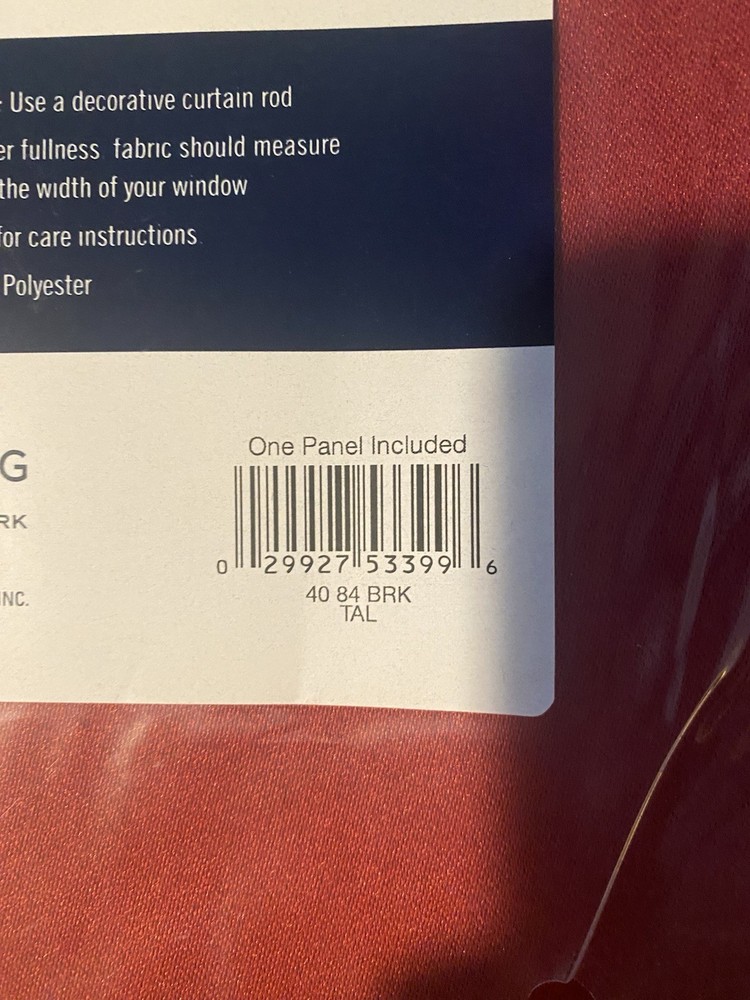 Use a decorative curtain rod
er fullness fabric should measure
the width of your window
for care instructions
Polyester
G
RK
INC.
One Panel Included
0 29927 53399 6
40 84 BRK
TAL